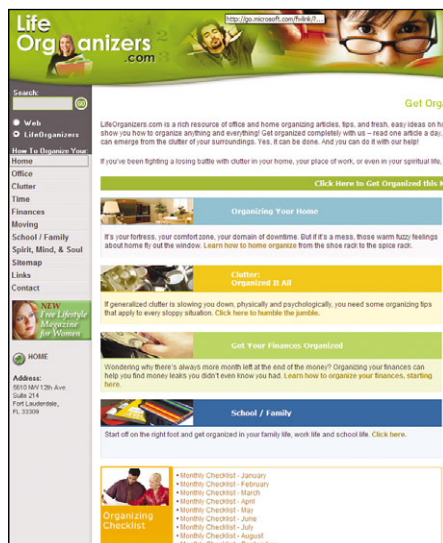 Life
Organizers
.com
http://go.microsoft.com/fwlink/?...
Search:
GO
Web
LifeOrganizers
How To Organize Your:
Home
Office
Clutter
Time
Finances
Moving
School / Family
Spirit, Mind, & Soul
Sitemap
Links
Contact
NEW
Free Lifestyle
Magazine
for Women
HOME
Address:
5610 NW 12th Ave
Suite 214
Fort Lauderdale,
FL 33309
Get Orga
LifeOrganizers.com is a rich resource of office and home organizing articles, tips, and fresh, easy ideas on h
show you how to organize anything and everything! Get organized completely with us – read one article a day,
can emerge from the clutter of your surroundings. Yes, it can be done. And you can do it with our help!
If you've been fighting a losing battle with clutter in your home, your place of work, or even in your spiritual life,
Click Here to Get Organized this M
Organizing Your Home
It's your fortress, your comfort zone, your domain of downtime. But if it's a mess, those warm fuzzy feelings
about home fly out the window. Learn how to home organize from the shoe rack to the spice rack.
Clutter:
Organized It All
If generalized clutter is slowing you down, physically and psychologically, you need some organizing tips
that apply to every sloppy situation. Click here to humble the jumble.
Get Your Finances Organized
Wondering why there's always more month left at the end of the money? Organizing your finances can
help you find money leaks you didn't even know you had. Learn how to organize your finances, starting
here.
School / Family
Start off on the right foot and get organized in your family life, work life and school life. Click here.
Organizing
Checklist
• Monthly Checklist - January
• Monthly Checklist - February
• Monthly Checklist - March
• Monthly Checklist - April
• Monthly Checklist - May
• Monthly Checklist - June
• Monthly Checklist - July
• Monthly Checklist - August